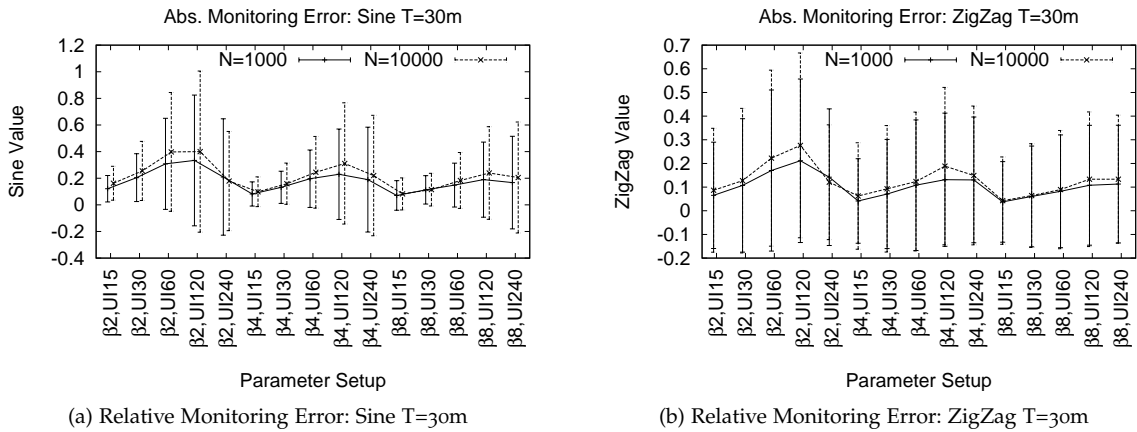 Abs. Monitoring Error: Sine T=30m
1.2
1
0.8
0.6
0.4
0.2
0
-0.2
-0.4
Sine Value
N=1000
N=10000
β2,UI15
β2,UI30
β2,UI60
β2,UI120
β2,UI240
β4,UI15
β4,UI30
β4,UI60
β4,UI120
β4,UI240
β8,UI15
β8,UI30
β8,UI60
β8,UI120
β8,UI240
Parameter Setup
(a) Relative Monitoring Error: Sine T=30m
Abs. Monitoring Error: ZigZag T=30m
0.7
0.6
0.5
0.4
0.3
0.2
0.1
0
-0.1
-0.2
ZigZag Value
N=1000
N=10000
β2,UI15
β2,UI30
β2,UI60
β2,UI120
β2,UI240
β4,UI15
β4,UI30
β4,UI60
β4,UI120
β4,UI240
β8,UI15
β8,UI30
β8,UI60
β8,UI120
β8,UI240
Parameter Setup
(b) Relative Monitoring Error: ZigZag T=30m